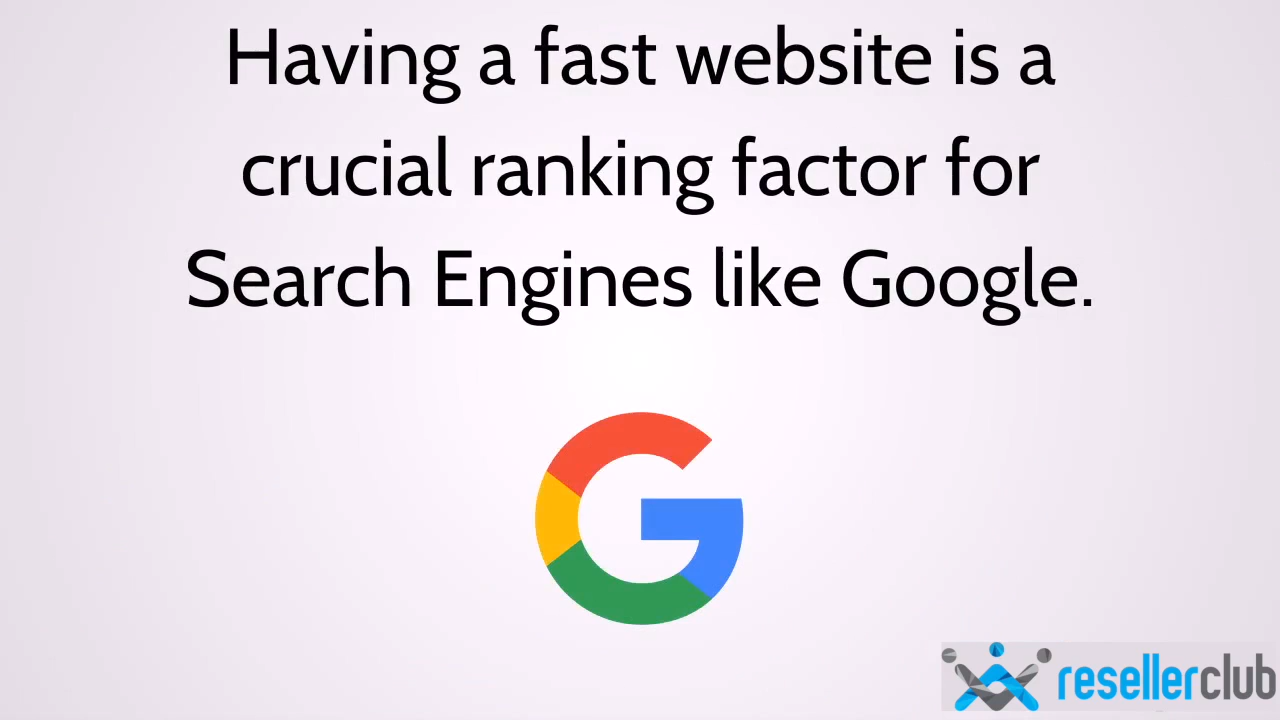 Having a fast website is a
crucial ranking factor for
Search Engines like Google.
resellerclub